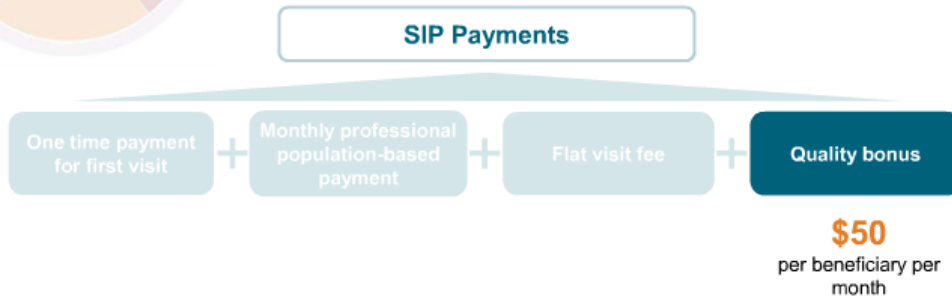 SIP Payments
One time payment
for first visit
+
Monthly professional
population-based
payment
+
Flat visit fee
+
Quality bonus
$50
per beneficiary per
month